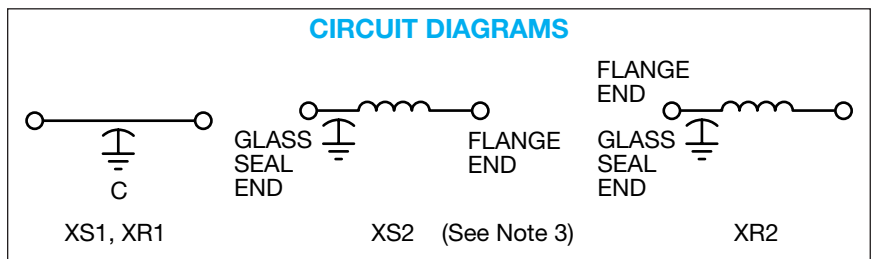 CIRCUIT DIAGRAMS
C
XS1, XR1
GLASS
SEAL
END
FLANGE
END
XS2 (See Note 3)
FLANGE
END
GLASS
SEAL
END
XR2